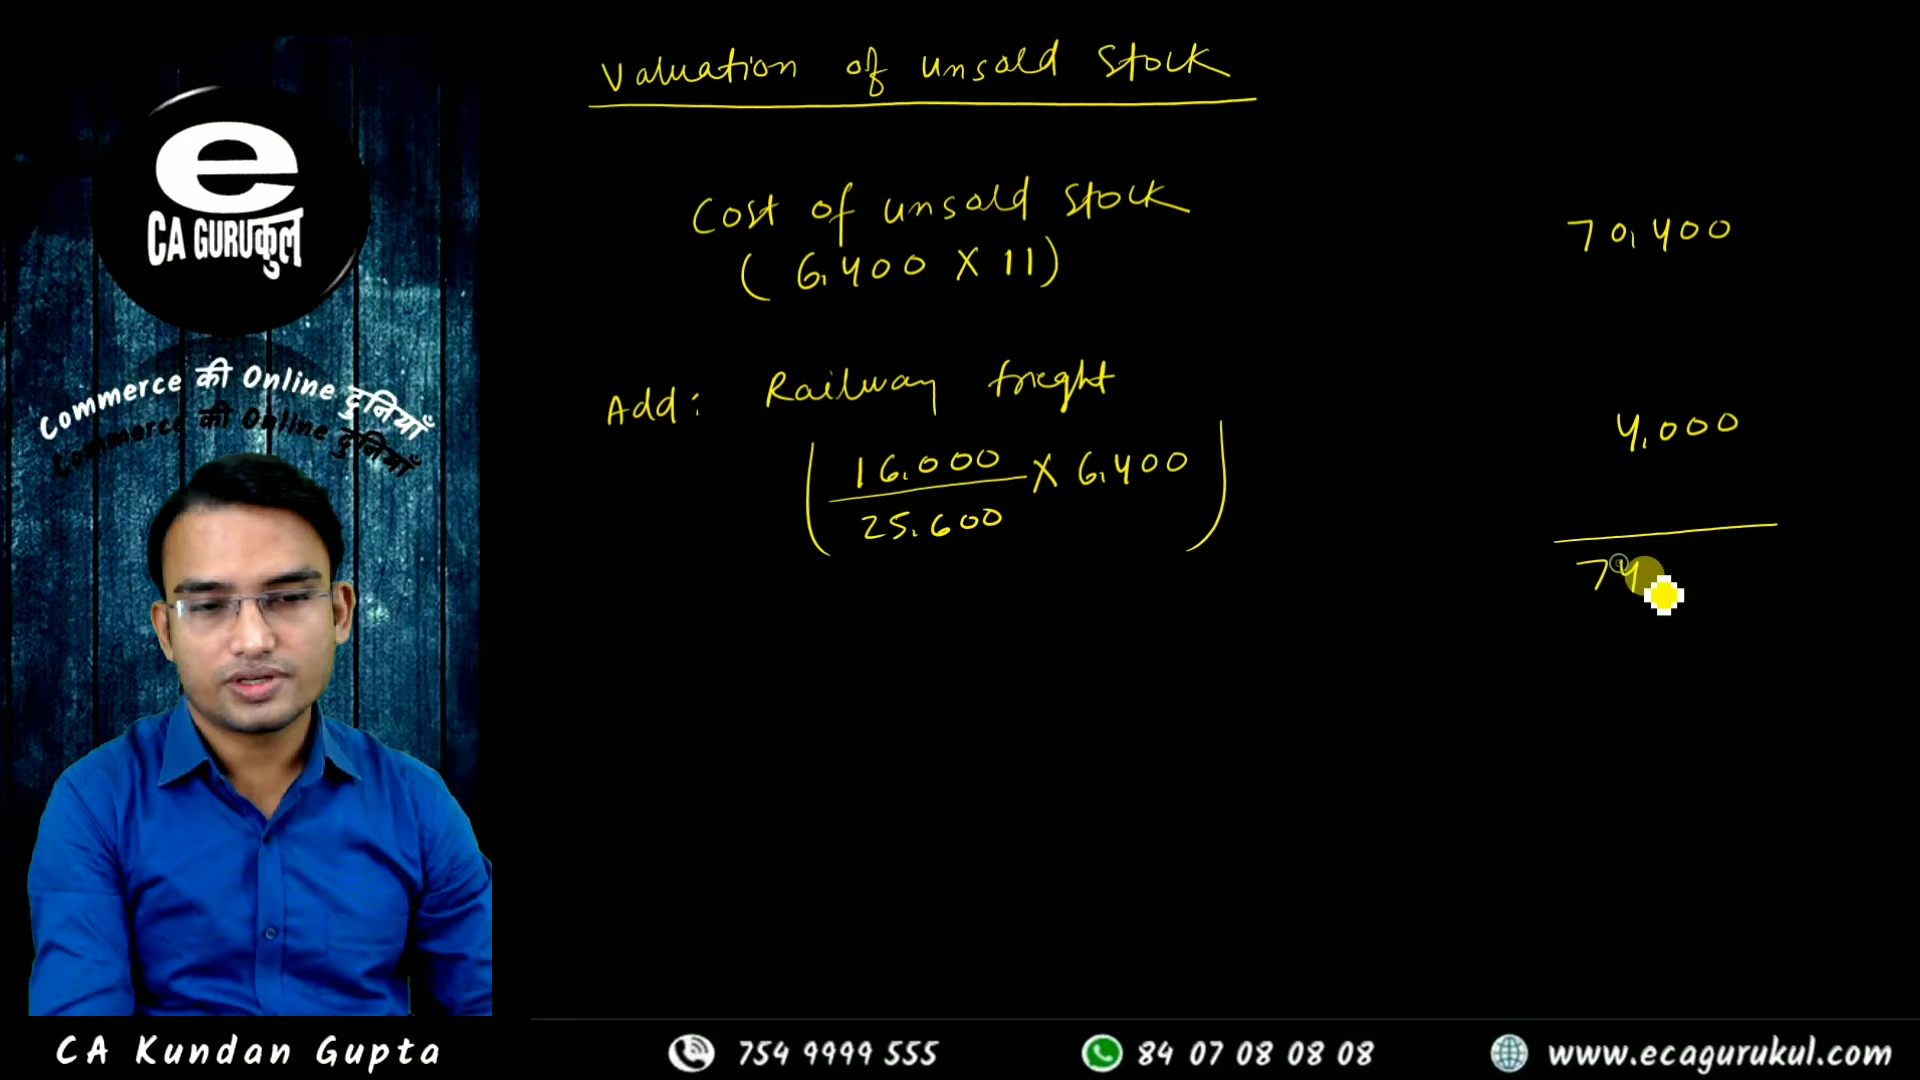 Valuation of unsold stock
Cost of unsold stock
(6,400 X 11)
70,400
Add: Railway frieght
(16,000
25,600
X 6,400)
4,000
74
e
CA GURUकुल
Commerce की Online दुनियाँ
CA Kundan Gupta
754 9999 555
84 07 08 08 08
www.ecagurukul.com